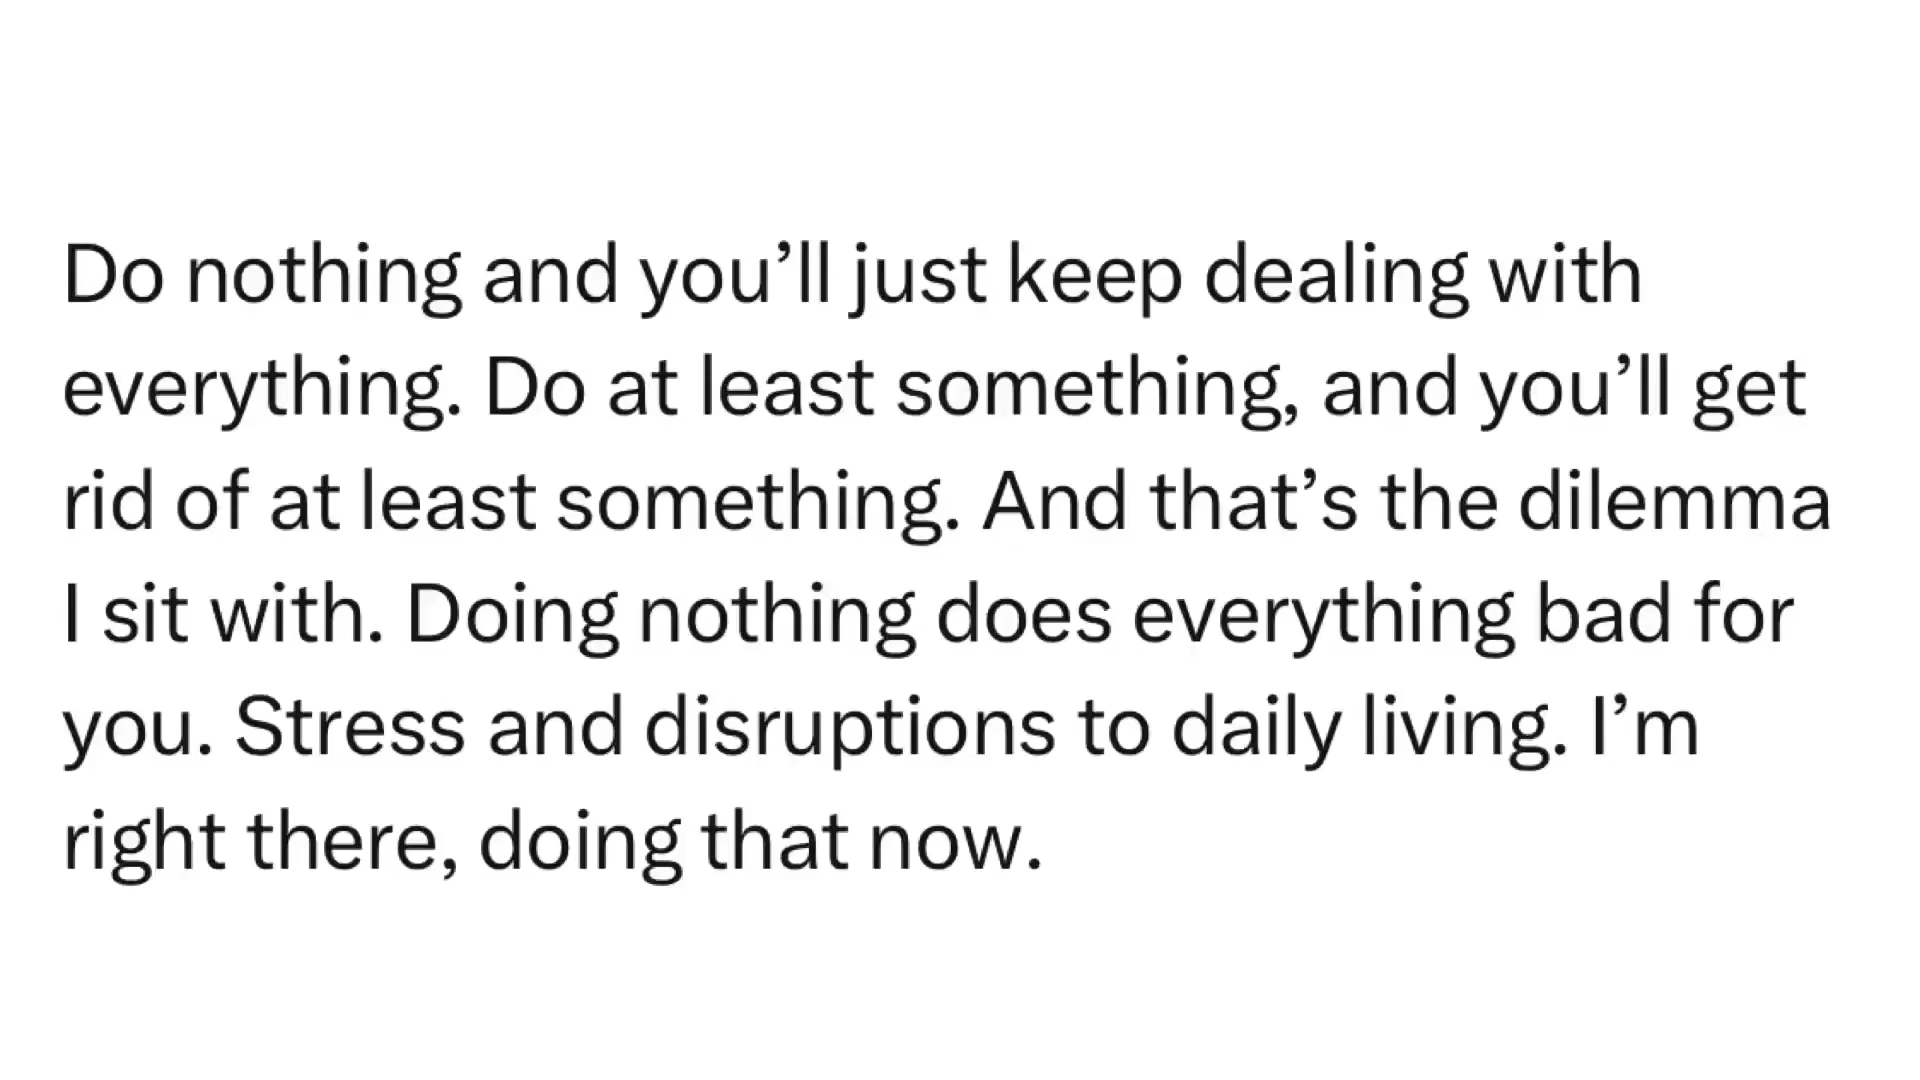 Do nothing and you’ll just keep dealing with
everything. Do at least something, and you’ll get
rid of at least something. And that’s the dilemma
I sit with. Doing nothing does everything bad for
you. Stress and disruptions to daily living. I’m
right there, doing that now.